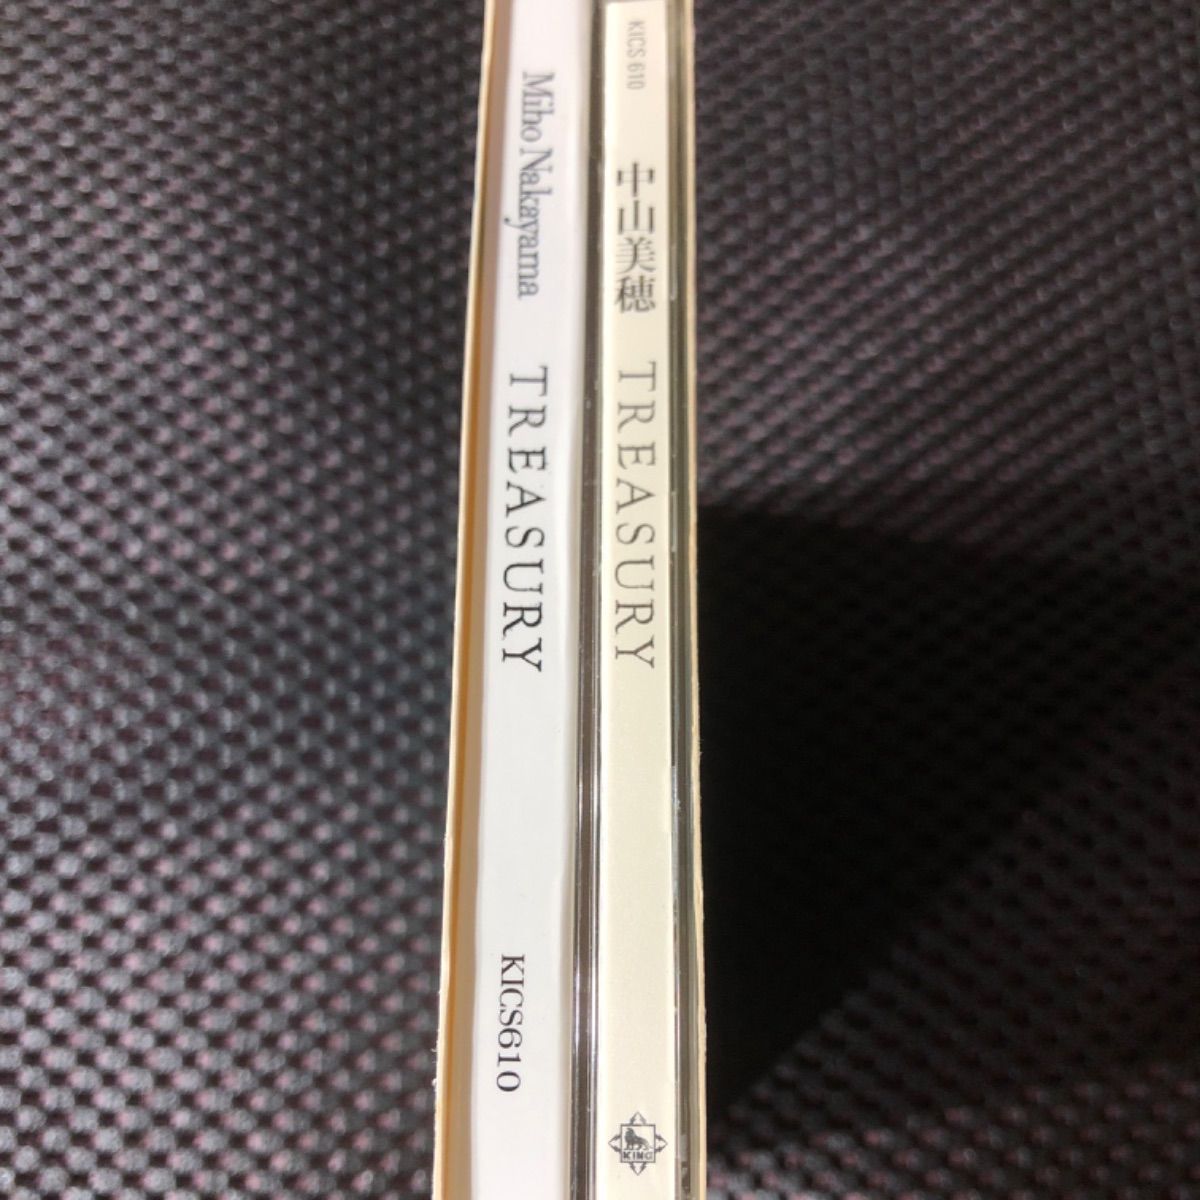 Miho Nakayama TREASURY KICS610
KICS 610 中山美穂 TREASURY
KING